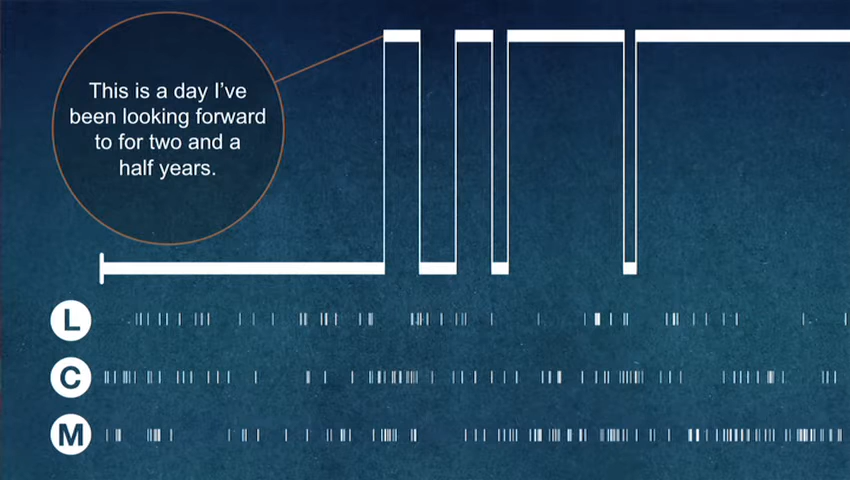 This is a day I've
been looking forward
to for two and a
half years.
L
C
M